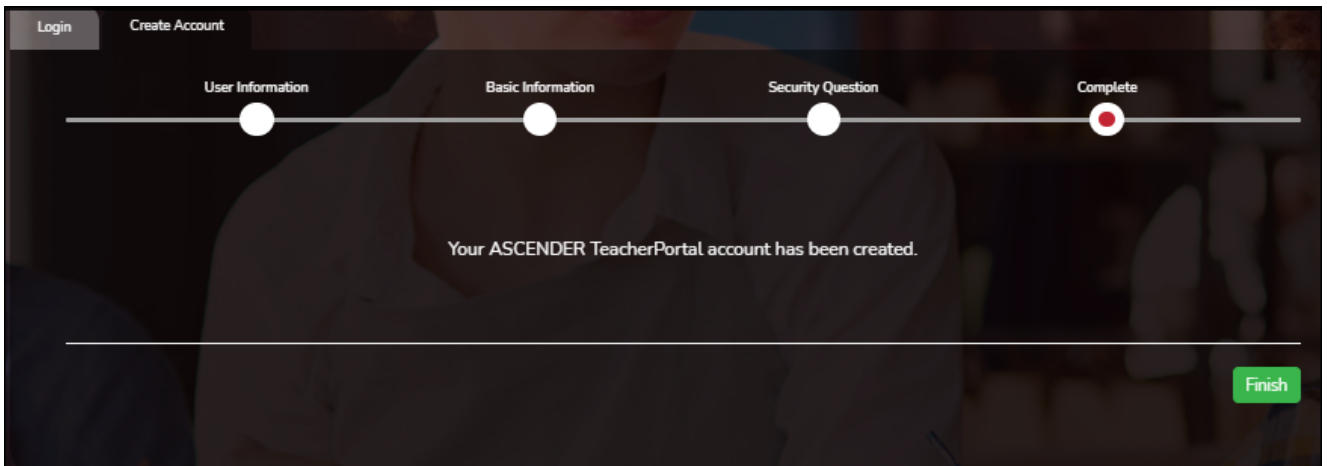 Login Create Account
User Information Basic Information Security Question Complete
Your ASCENDER TeacherPortal account has been created.
Finish